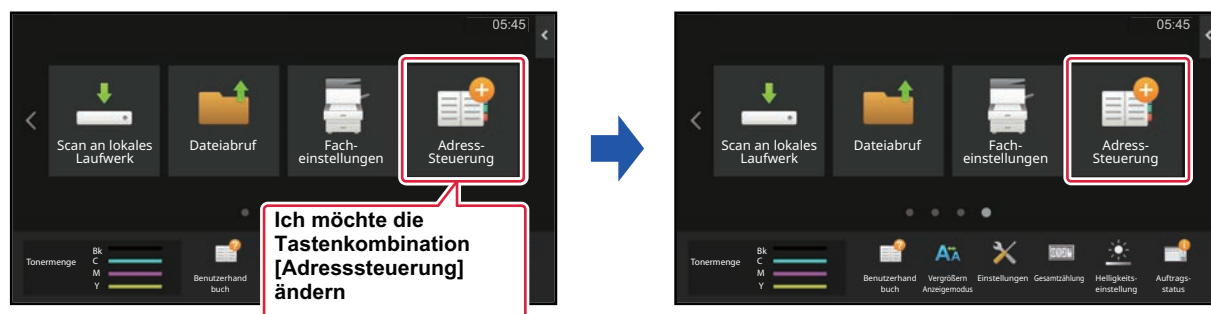 05:45
Scan an lokales
Laufwerk
Dateiabruf
Fach-
einstellungen
Adress-
Steuerung
Ich möchte die
Tastenkombination
[Adresssteuerung]
ändern
Tonermenge
Bk
C
M
Y
Benutzerhand
buch
05:45
Scan an lokales
Laufwerk
Dateiabruf
Fach-
einstellungen
Adress-
Steuerung
Tonermenge
Bk
C
M
Y
Benutzerhand
buch
Vergrößern
Anzeigemodus
Einstellungen
Gesamtzählung
Helligkeits-
einstellung
Auftrags-
status